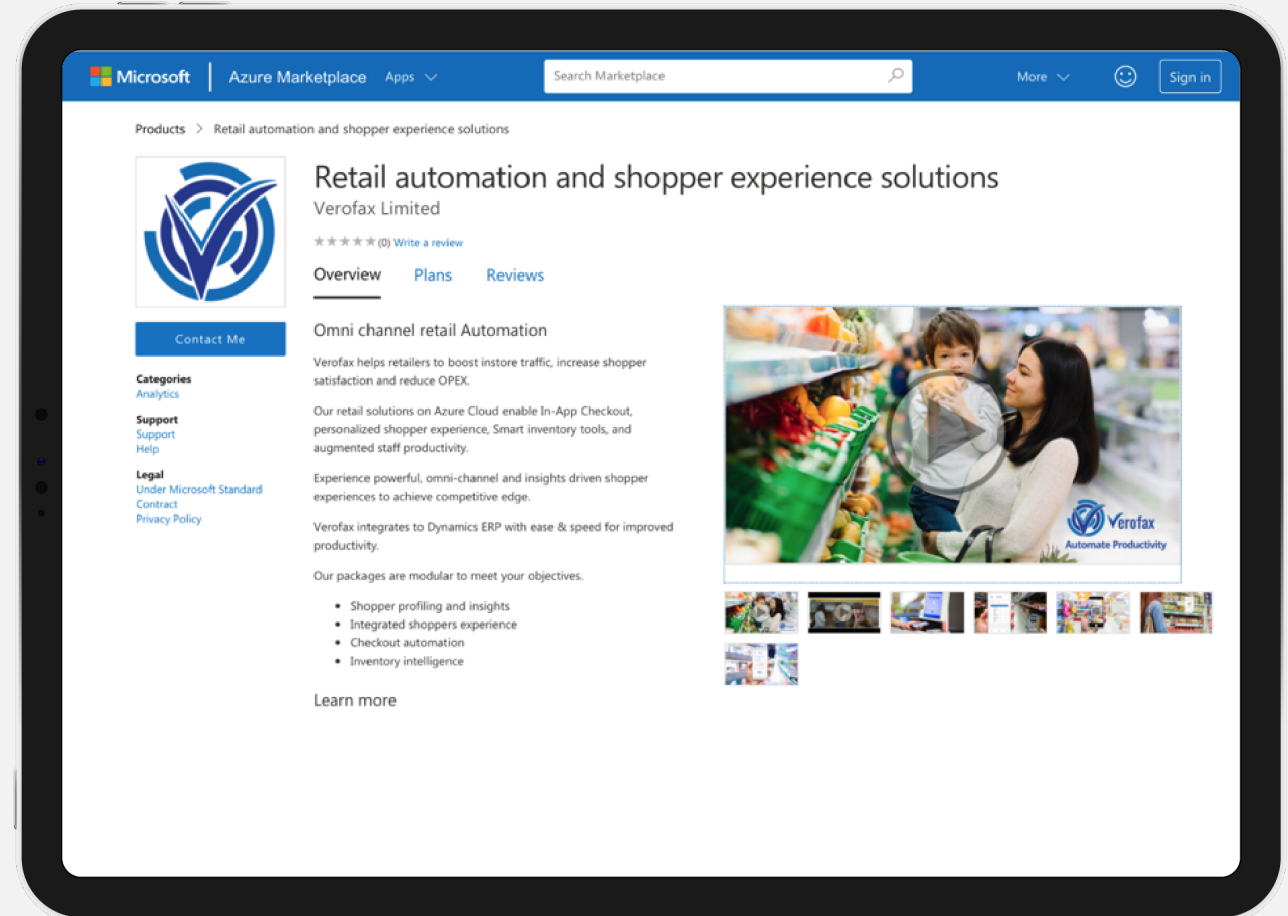 Microsoft
Azure Marketplace
Apps
Search Marketplace
More
Sign in
Products > Retail automation and shopper experience solutions
Retail automation and shopper experience solutions
Verofax Limited
(0) Write a review
Overview
Plans
Reviews
Contact Me
Categories
Analytics
Support
Support
Help
Legal
Under Microsoft Standard
Contract
Privacy Policy
Omni channel retail Automation
Verofax helps retailers to boost instore traffic, increase shopper
satisfaction and reduce OPEX.
Our retail solutions on Azure Cloud enable In-App Checkout,
personalized shopper experience, Smart inventory tools, and
augmented staff productivity.
Experience powerful, omni-channel and insights driven shopper
experiences to achieve competitive edge.
Verofax integrates to Dynamics ERP with ease & speed for improved
productivity.
Our packages are modular to meet your objectives.
• Shopper profiling and insights
• Integrated shoppers experience
• Checkout automation
• Inventory intelligence
Learn more
Verofax
Automate Productivity